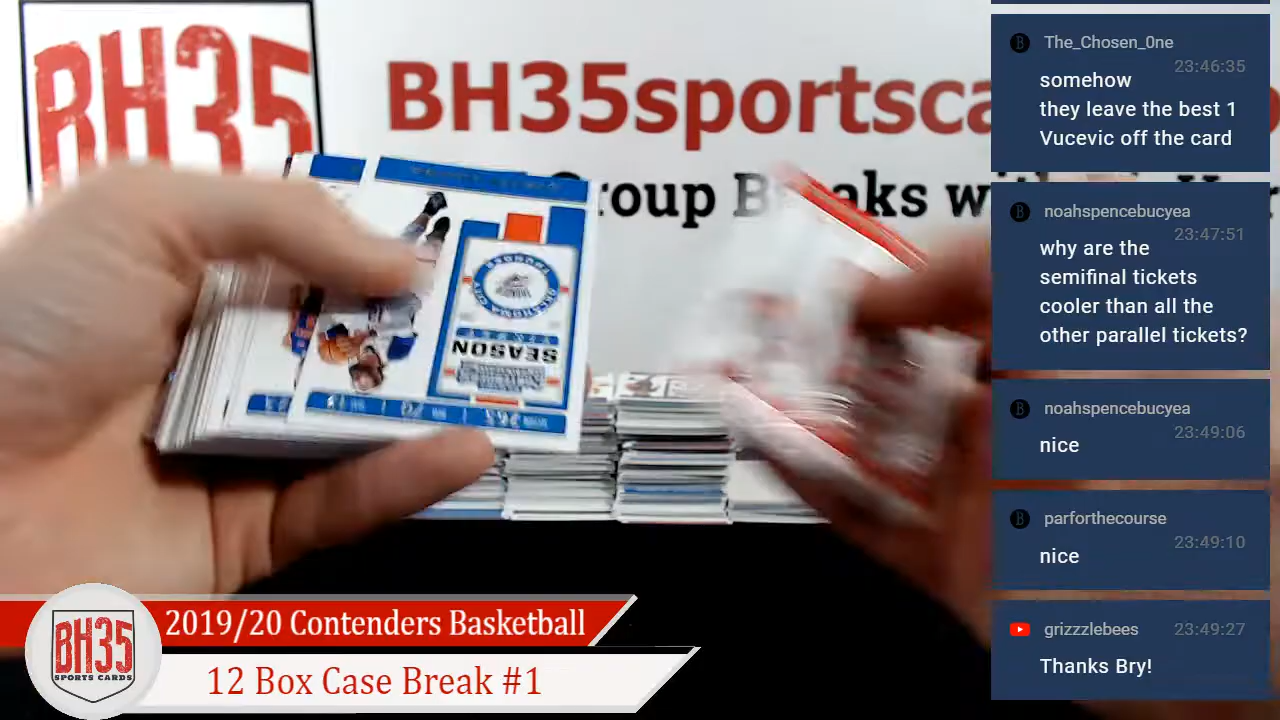 BH35
BH35sportsca
Group Breaks w
SEASON
The_Chosen_0ne
23:46:35
somehow
they leave the best 1
Vucevic off the card
noahspencebucyea
23:47:51
why are the
semifinal tickets
cooler than all the
other parallel tickets?
noahspencebucyea
23:49:06
nice
parforthecourse
23:49:10
nice
grizzzlebees
23:49:27
Thanks Bry!
BH35
SPORTS CARDS
2019/20 Contenders Basketball
12 Box Case Break #1